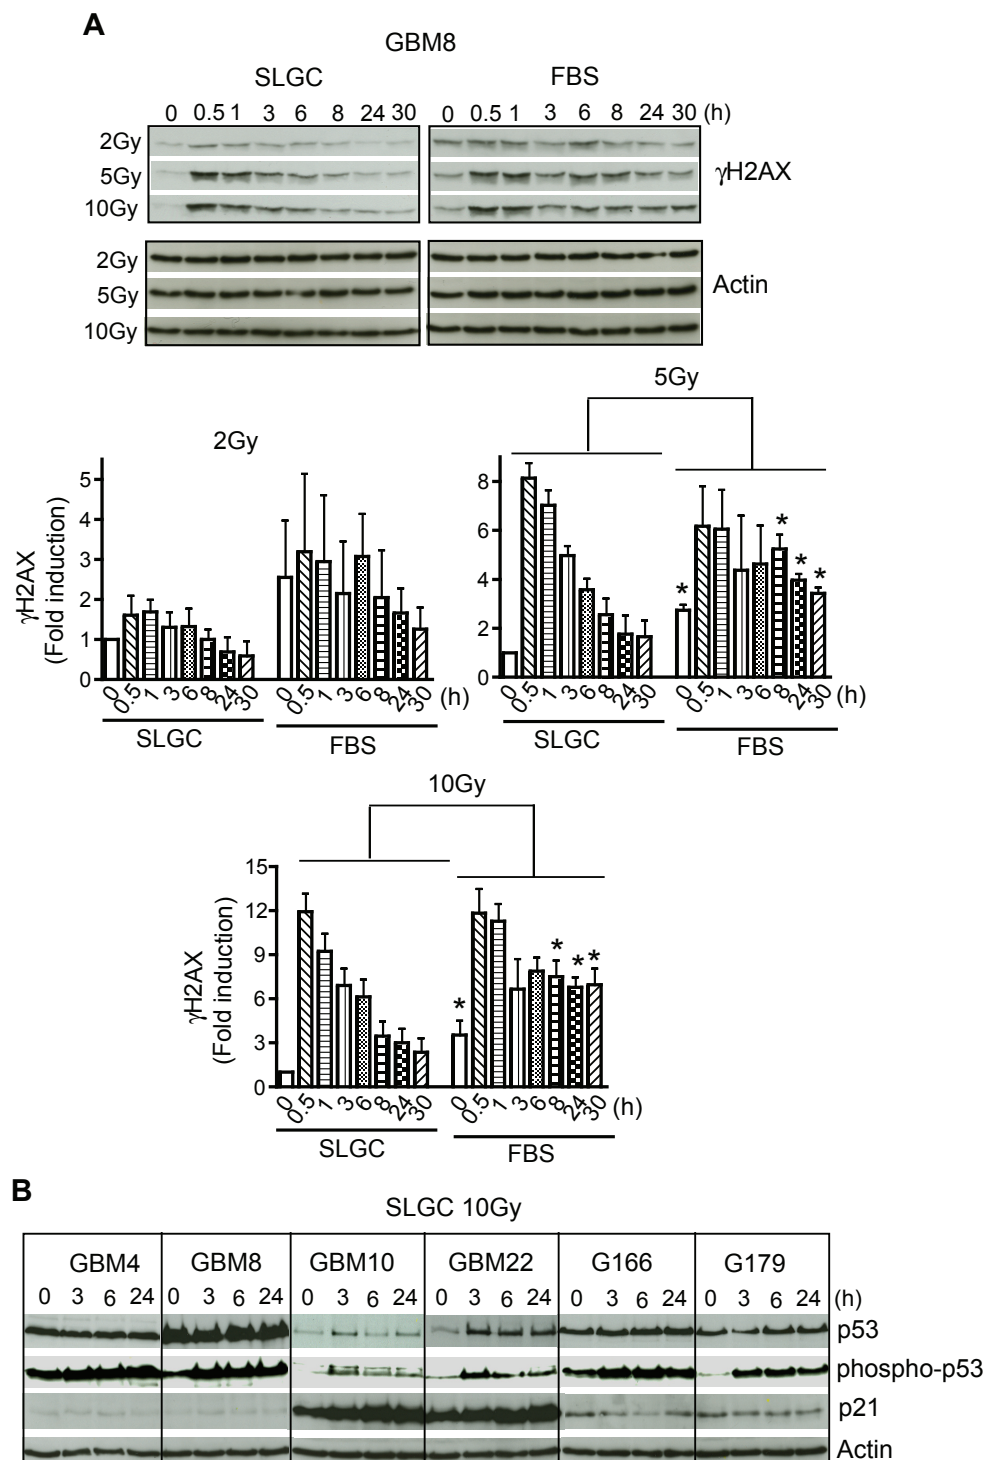 A
GBM8
SLGC FBS
0 0.5 1 3 6 8 24 30 0 0.5 1 3 6 8 24 30 (h)
2Gy
5Gy γH2AX
10Gy
2Gy
5Gy Actin
10Gy
5Gy
2Gy
γH2AX
(Fold induction)
5
4
3
2
1
0
0 0.5 1 3 6 8 24 30 0 0.5 1 3 6 8 24 30 (h)
SLGC FBS
8
6
4
2
0
* * * *
0 0.5 1 3 6 8 24 30 0 0.5 1 3 6 8 24 30 (h)
SLGC FBS
10Gy
γH2AX
(Fold induction)
15
12
9
6
3
0
* * * *
0 0.5 1 3 6 8 24 30 0 0.5 1 3 6 8 24 30 (h)
SLGC FBS
B
SLGC 10Gy
GBM4 GBM8 GBM10 GBM22 G166 G179
0 3 6 24 0 3 6 24 0 3 6 24 0 3 6 24 0 3 6 24 0 3 6 24 (h)
p53
phospho-p53
p21
Actin